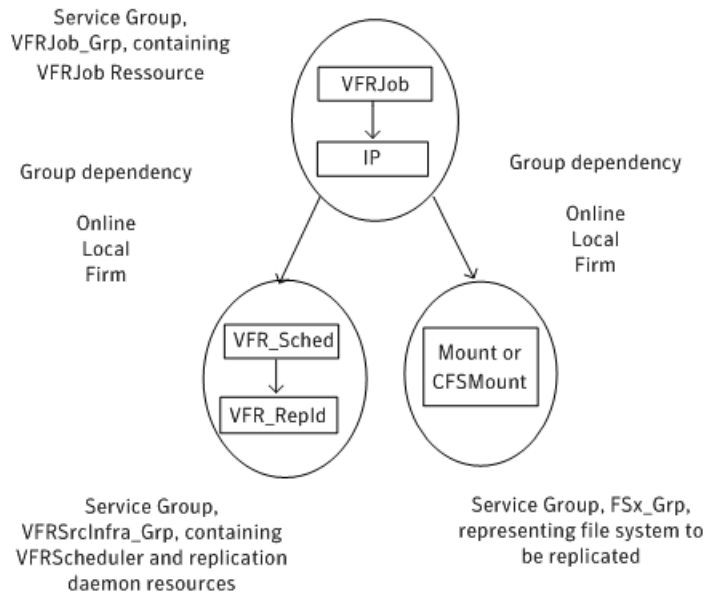 Service Group,
VFRJob_Grp, containing
VFRJob Ressource
VFRJob
IP
Group dependency
Online
Local
Firm
Group dependency
Online
Local
Firm
VFR_Sched
VFR_RepId
Mount or
CFSMount
Service Group,
VFRSrcInfra_Grp, containing
VFRScheduler and replication
daemon resources
Service Group, FSx_Grp,
representing file system to
be replicated